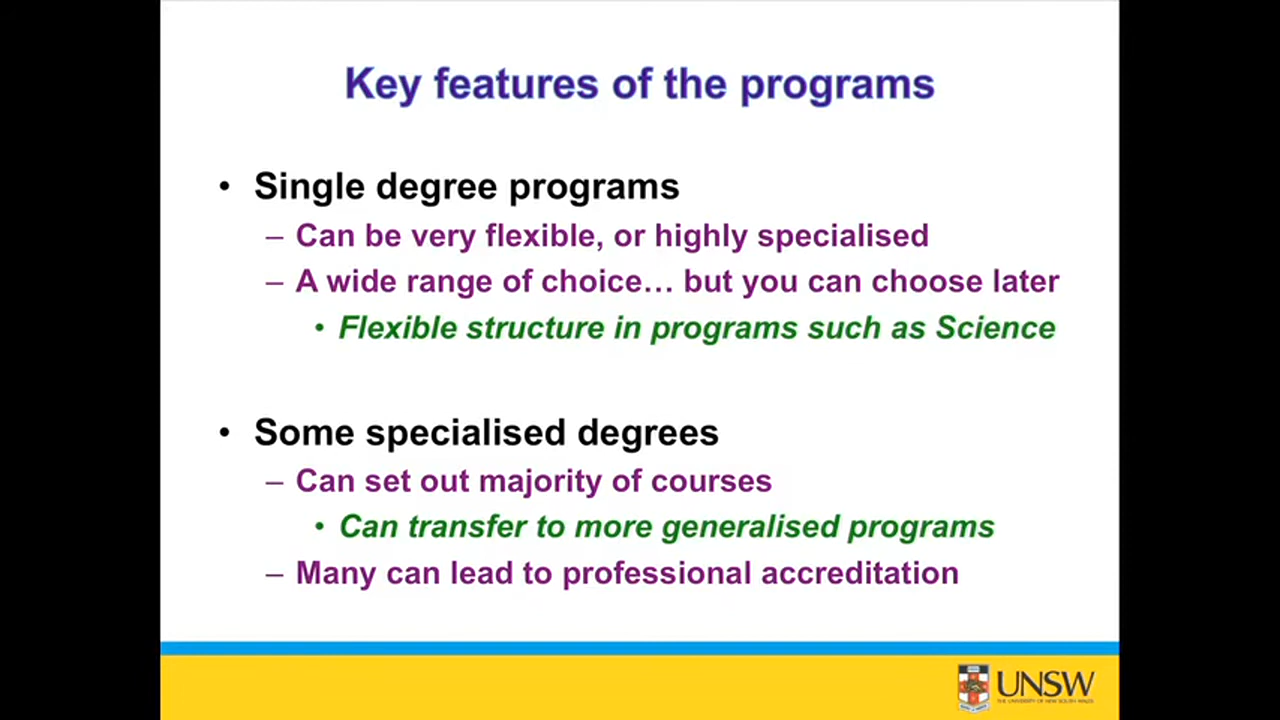 Key features of the programs
• Single degree programs
– Can be very flexible, or highly specialised
– A wide range of choice… but you can choose later
• Flexible structure in programs such as Science
• Some specialised degrees
– Can set out majority of courses
• Can transfer to more generalised programs
– Many can lead to professional accreditation
UNSW
THE UNIVERSITY OF NEW SOUTH WALES